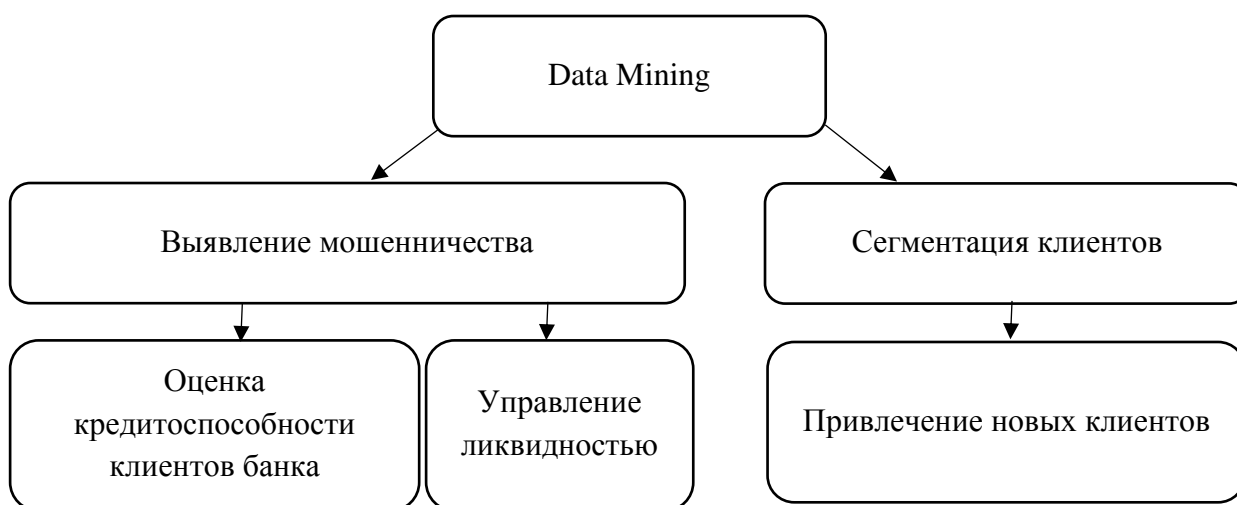 Data Mining
Выявление мошенничества
Сегментация клиентов
Оценка
кредитоспособности
клиентов банка
Управление
ликвидностью
Привлечение новых клиентов